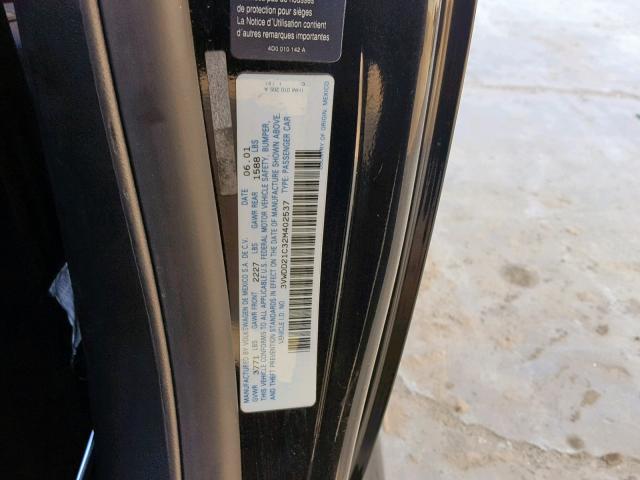 pas de housses
de protection pour sièges
La Notice d'Utilisation contient
d'autres remarques importantes
4D0 010 142 A
MANUFACTURED BY VOLKSWAGEN DE MEXICO S.A. DE C.V. DATE 06.01
GVWR 3771 LBS GAWR FRONT 2227 LBS GAWR REAR 1588 LBS
THIS VEHICLE CONFORMS TO ALL APPLICABLE U.S. FEDERAL MOTOR VEHICLE SAFETY, BUMPER,
AND THEFT PREVENTION STANDARDS IN EFFECT ON THE DATE OF MANUFACTURE SHOWN ABOVE.
VEHICLE I.D. NO. 3VWDD21C32M402537 TYPE: PASSENGER CAR
COUNTRY OF ORIGIN: MEXICO